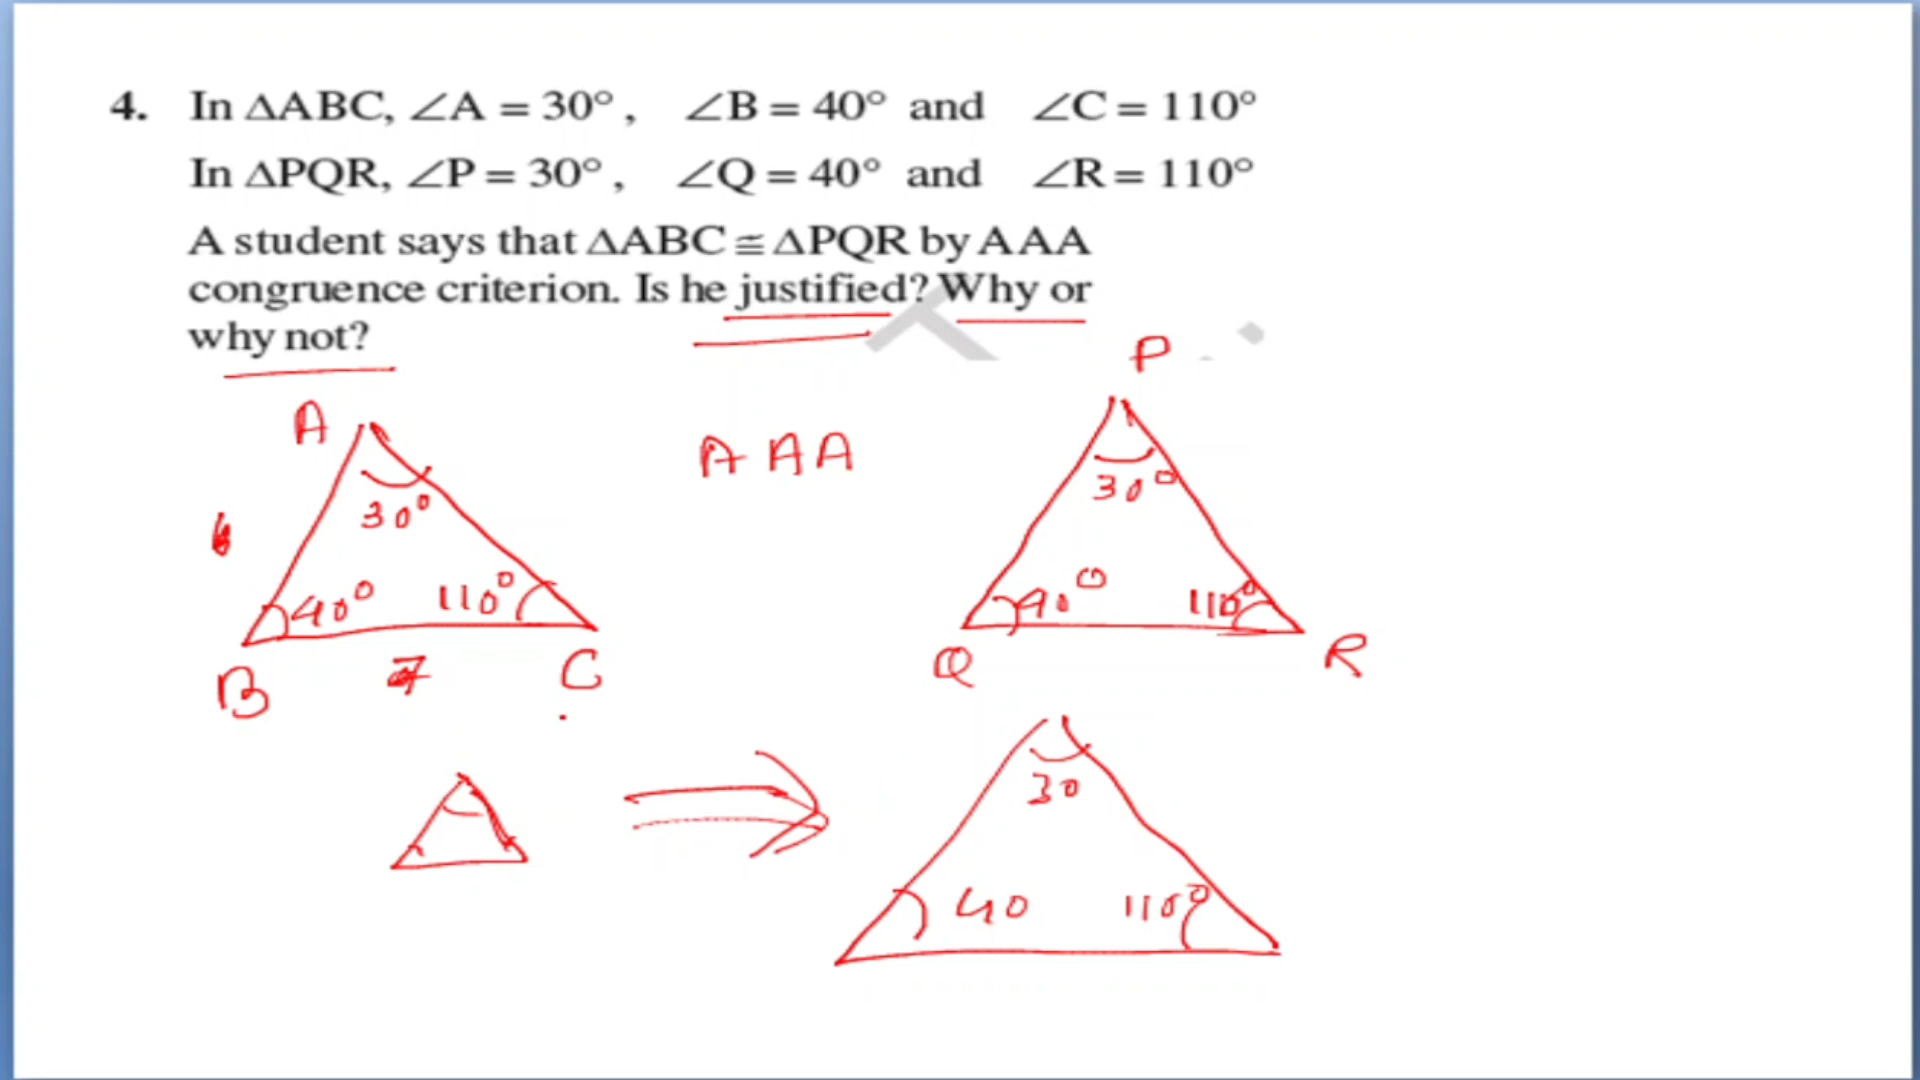 4. In ΔABC, ∠A = 30°, ∠B = 40° and ∠C = 110°
In ΔPQR, ∠P = 30°, ∠Q = 40° and ∠R = 110°
A student says that ΔABC ≅ ΔPQR by AAA
congruence criterion. Is he justified? Why or
why not?
P
A
AAA
30°
30°
40° 110°
40° 110°
B 7 C
Q R
30
40 110°